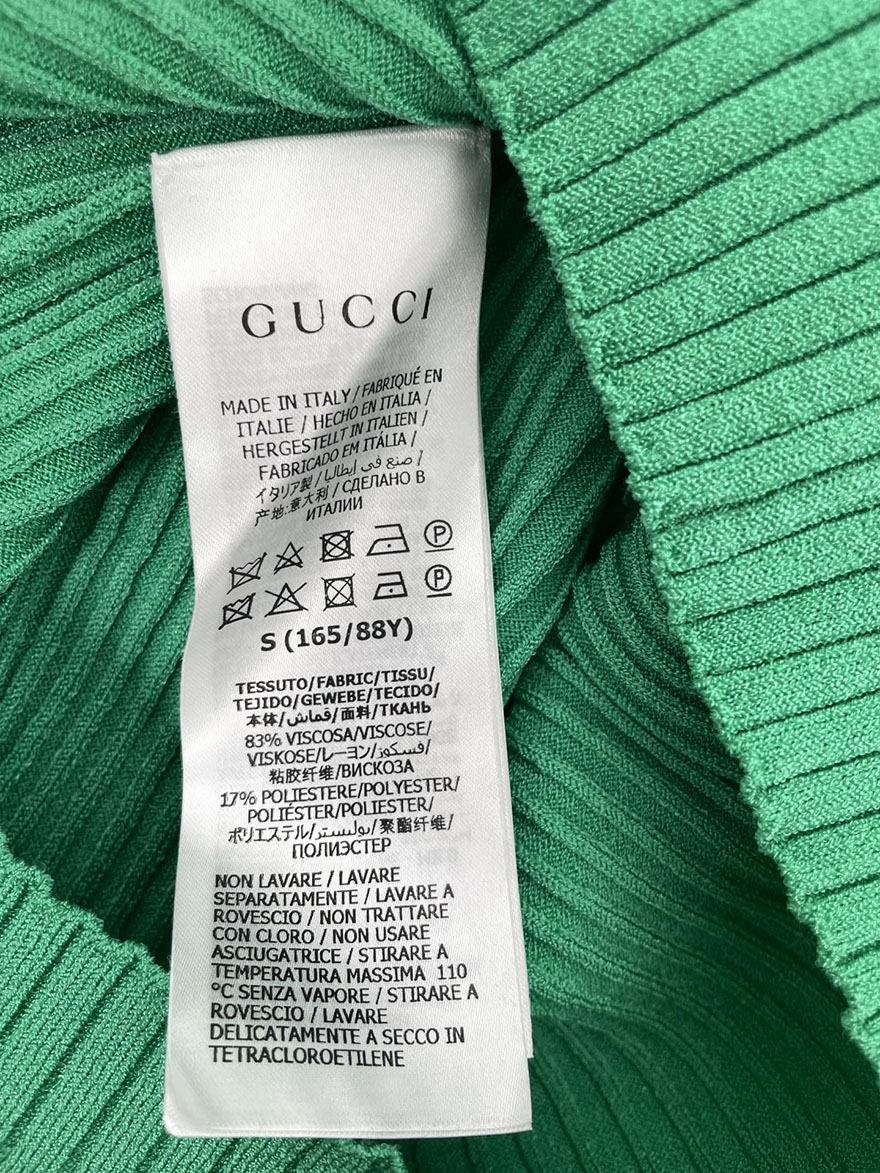 GUCCI
MADE IN ITALY / FABRIQUÉ EN
ITALIE / HECHO EN ITALIA /
HERGESTELLT IN ITALIEN /
FABRICADO EM ITÁLIA /
صنع في إيطاليا /
イタリア製 / СДЕЛАНО В
产地:意大利 / ИТАЛИИ
P
P
S (165/88Y)
TESSUTO/FABRIC/TISSU/
TEJIDO/GEWEBE/TECIDO/
本体/قماش/面料/ТКАНЬ
83% VISCOSA/VISCOSE/
VISKOSE/レーヨン/فسكوز/
粘胶纤维/ВИСКОЗА
17% POLIESTERE/POLYESTER/
POLIÉSTER/POLIESTER/
ポリエステル/بوليستر/聚酯纤维/
ПОЛИЭСТЕР
NON LAVARE / LAVARE
SEPARATAMENTE / LAVARE A
ROVESCIO / NON TRATTARE
CON CLORO / NON USARE
ASCIUGATRICE / STIRARE A
TEMPERATURA MASSIMA 110
°C SENZA VAPORE / STIRARE A
ROVESCIO / LAVARE
DELICATAMENTE A SECCO IN
TETRACLOROETILENE